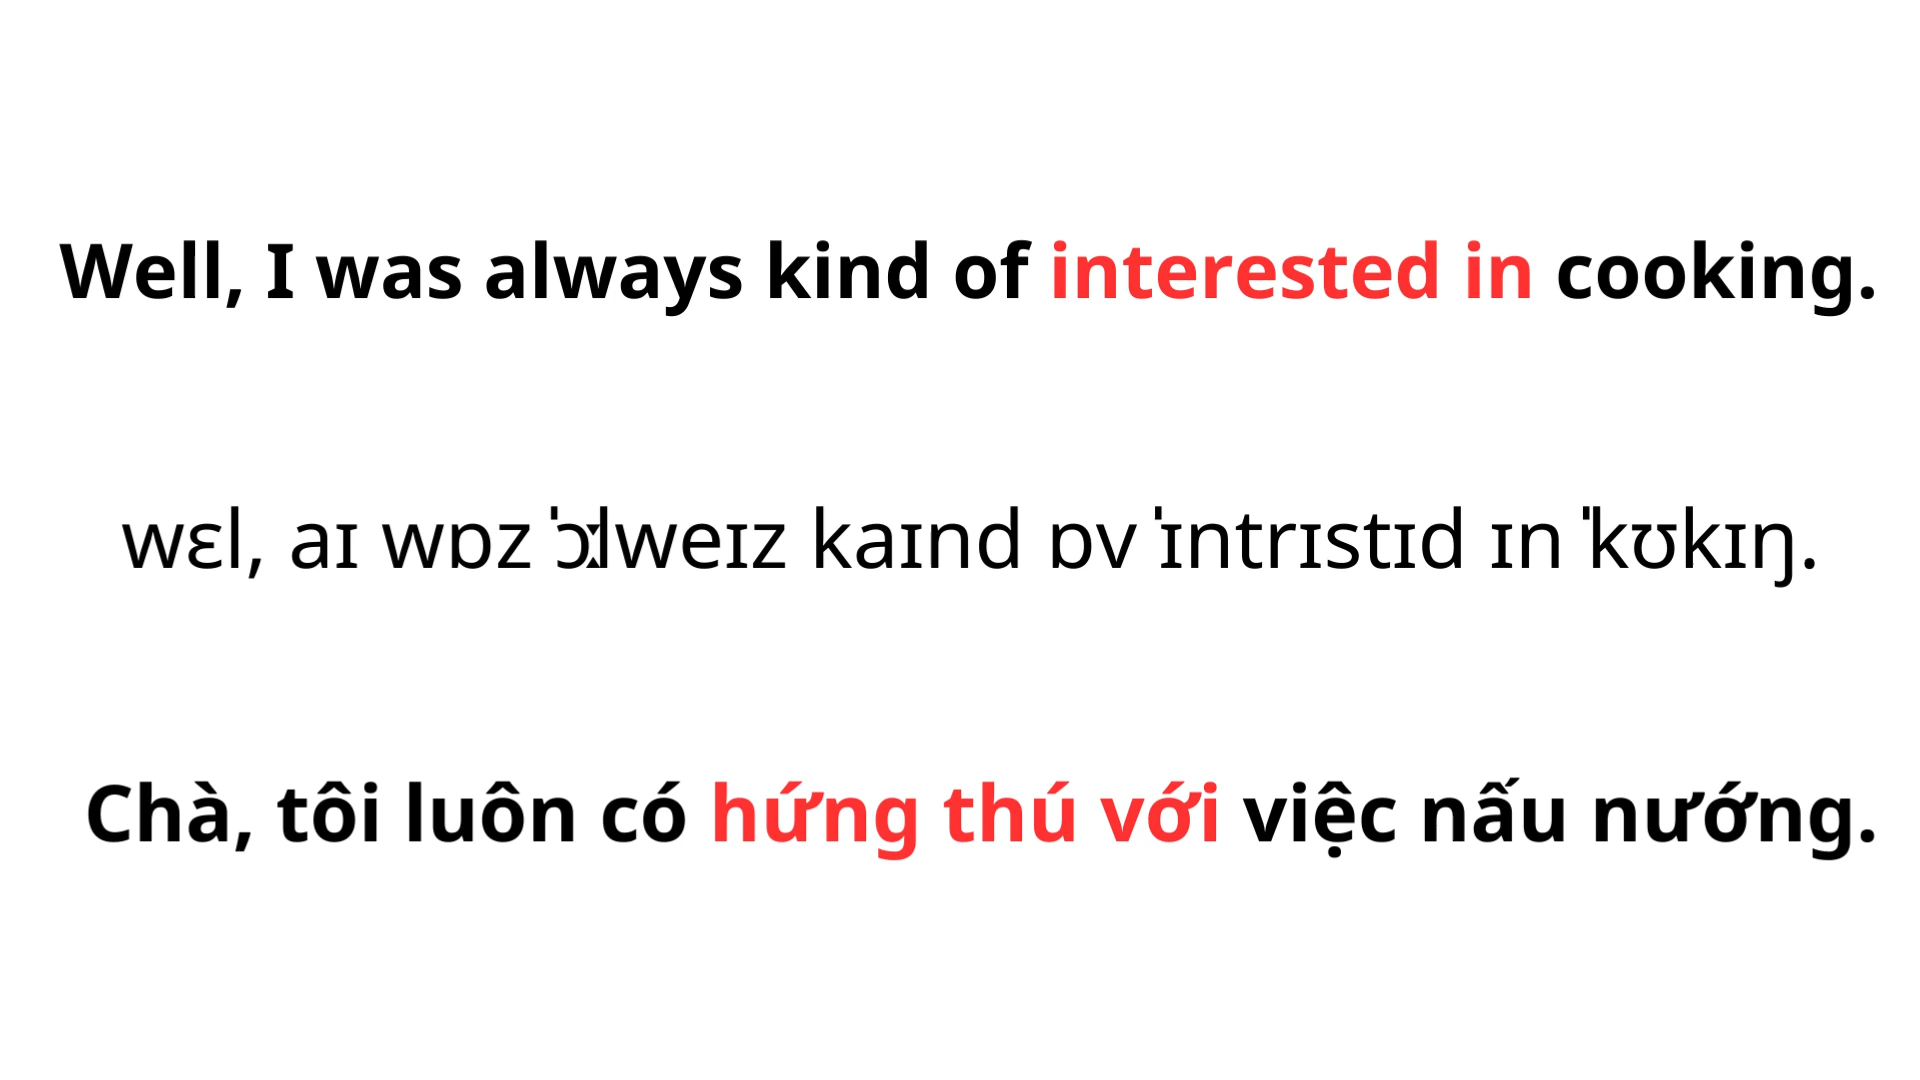 Well, I was always kind of interested in cooking.
wɛl, aɪ wɒz ˈɔːlweɪz kaɪnd ɒv ˈɪntrɪstɪd ɪn ˈkʊkɪŋ.
Chà, tôi luôn có hứng thú với việc nấu nướng.